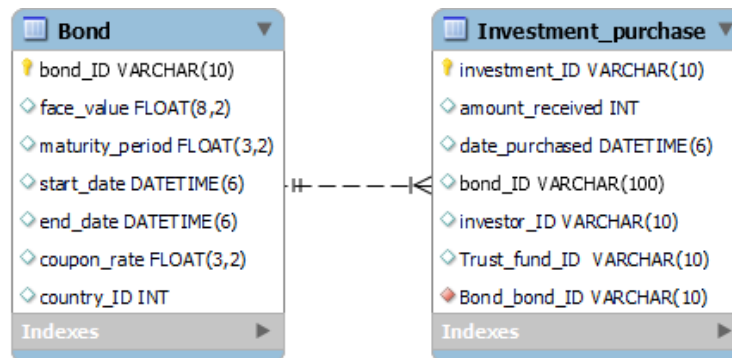 Bond
bond_ID VARCHAR(10)
face_value FLOAT(8,2)
maturity_period FLOAT(3,2)
start_date DATETIME(6)
end_date DATETIME(6)
coupon_rate FLOAT(3,2)
country_ID INT
Indexes
Investment_purchase
investment_ID VARCHAR(10)
amount_received INT
date_purchased DATETIME(6)
bond_ID VARCHAR(100)
investor_ID VARCHAR(10)
Trust_fund_ID VARCHAR(10)
Bond_bond_ID VARCHAR(10)
Indexes